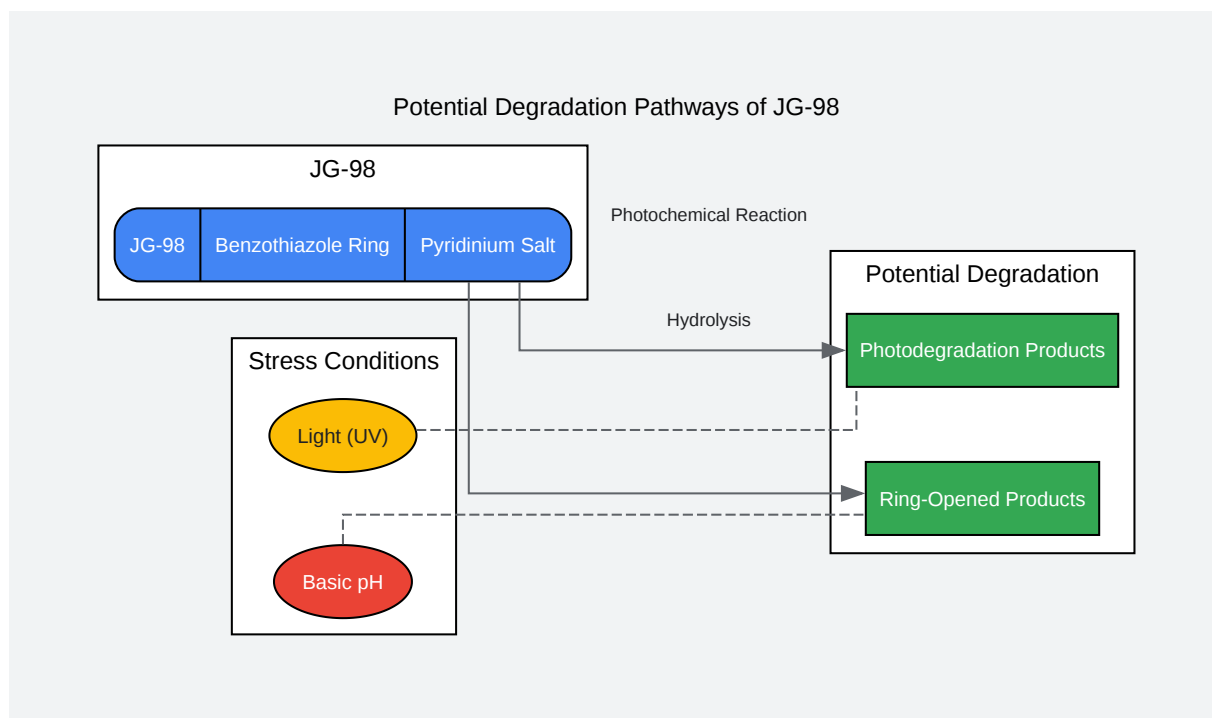 Potential Degradation Pathways of JG-98
JG-98
JG-98
Benzothiazole Ring
Pyridinium Salt
Photochemical Reaction
Hydrolysis
Stress Conditions
Light (UV)
Basic pH
Potential Degradation
Photodegradation Products
Ring-Opened Products